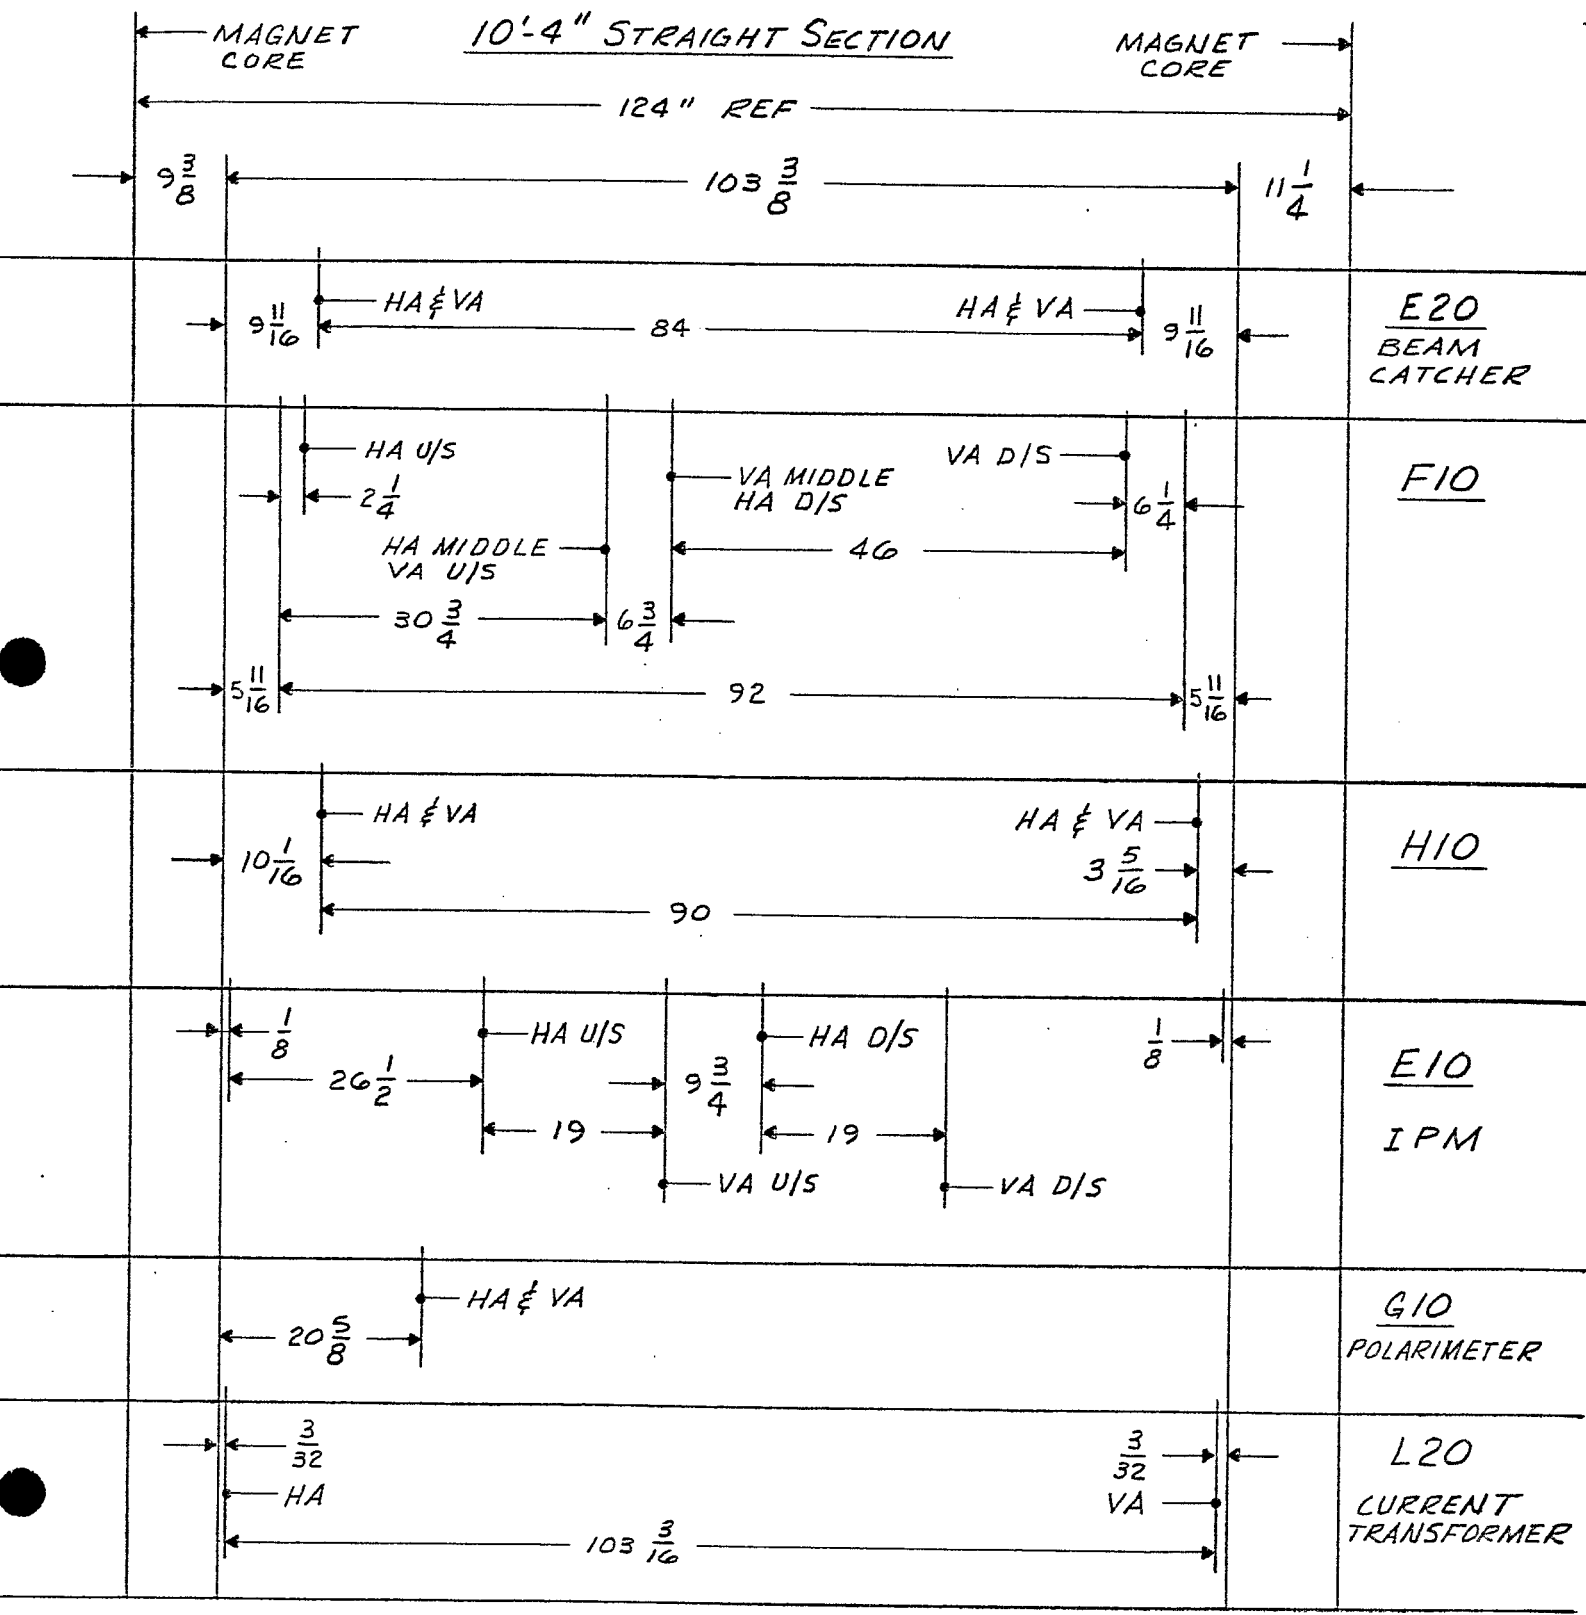 10'-4" STRAIGHT SECTION
MAGNET
CORE
MAGNET
CORE
124" REF
9 3/8
103 3/8
11 1/4
HA & VA
HA & VA
9 11/16
84
9 11/16
E20
BEAM
CATCHER
HA U/S
VA D/S
VA MIDDLE
HA D/S
2 1/4
6 1/4
F10
HA MIDDLE
VA U/S
46
30 3/4
6 3/4
5 11/16
92
5 11/16
HA & VA
HA & VA
10 1/16
3 5/16
H10
90
1/8
HA U/S
HA D/S
1/8
26 1/2
9 3/4
E10
19
19
IPM
VA U/S
VA D/S
HA & VA
20 5/8
G10
POLARIMETER
3/32
3/32
L20
HA
VA
CURRENT
TRANSFORMER
103 3/16